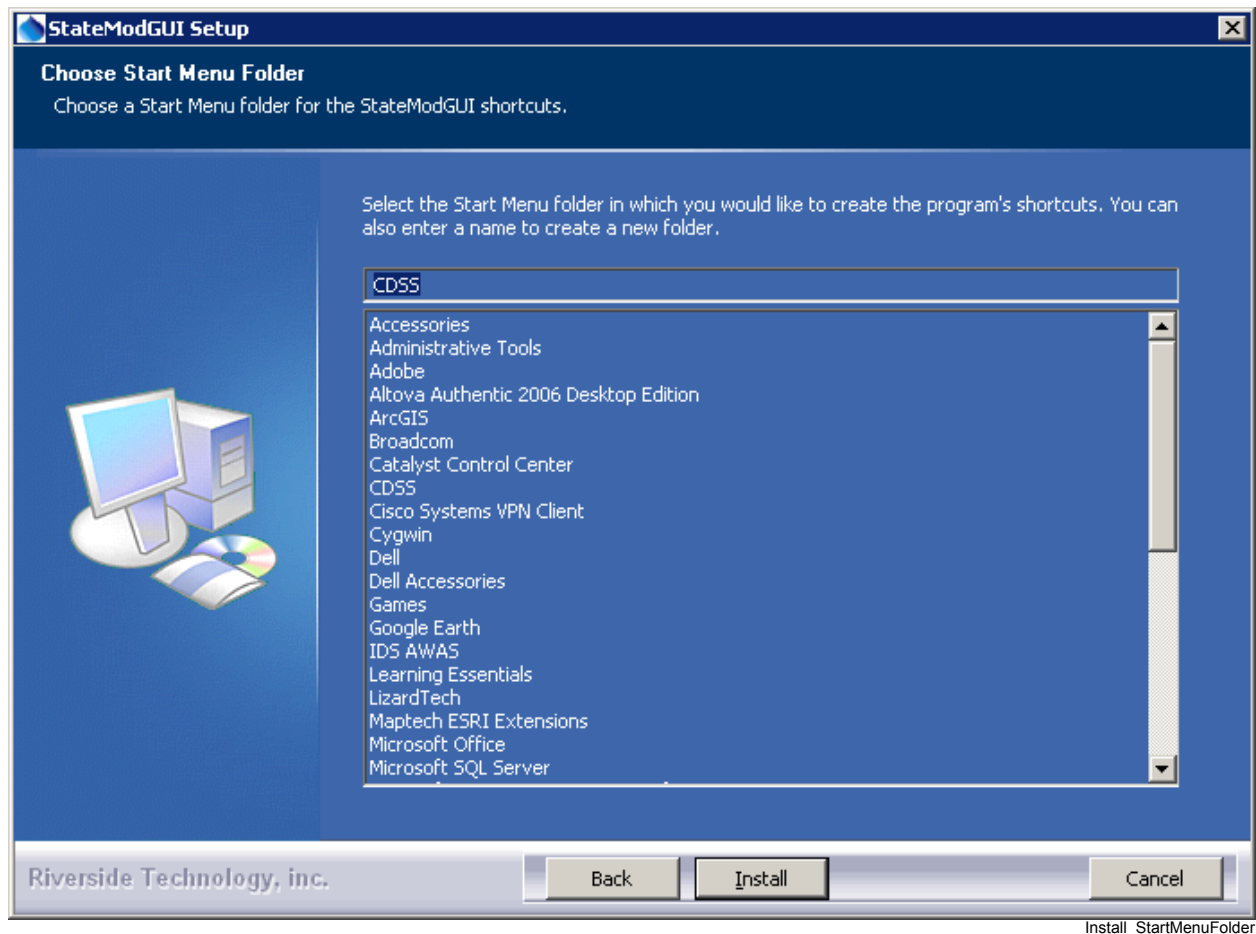 StateModGUI Setup
Choose Start Menu Folder
Choose a Start Menu folder for the StateModGUI shortcuts.
Select the Start Menu folder in which you would like to create the program's shortcuts. You can
also enter a name to create a new folder.
CDSS
Accessories
Administrative Tools
Adobe
Altova Authentic 2006 Desktop Edition
ArcGIS
Broadcom
Catalyst Control Center
CDSS
Cisco Systems VPN Client
Cygwin
Dell
Dell Accessories
Games
Google Earth
IDS AWAS
Learning Essentials
LizardTech
Maptech ESRI Extensions
Microsoft Office
Microsoft SQL Server
Riverside Technology, inc.
Back
Install
Cancel
Install_StartMenuFolder